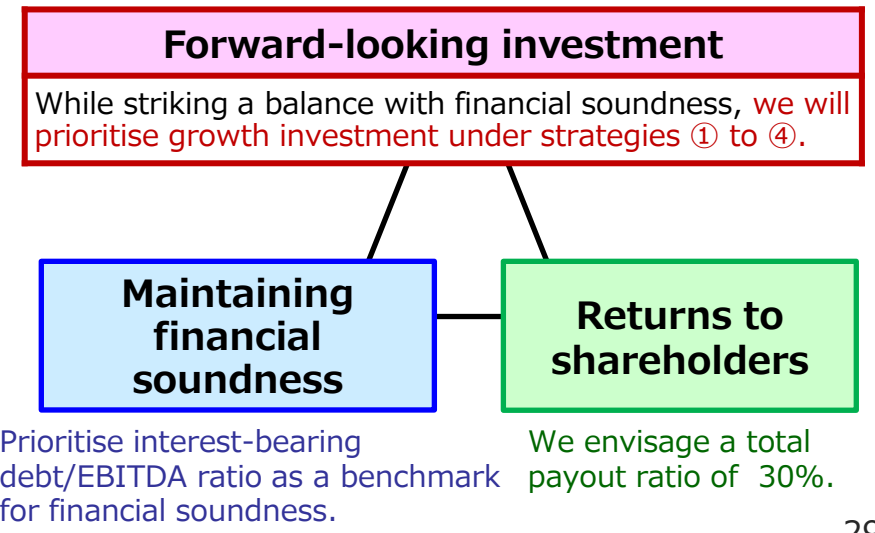 Forward-looking investment
While striking a balance with financial soundness, we will
prioritise growth investment under strategies ① to ④.
Maintaining
financial
soundness
Returns to
shareholders
Prioritise interest-bearing
debt/EBITDA ratio as a benchmark
for financial soundness.
We envisage a total
payout ratio of  30%.